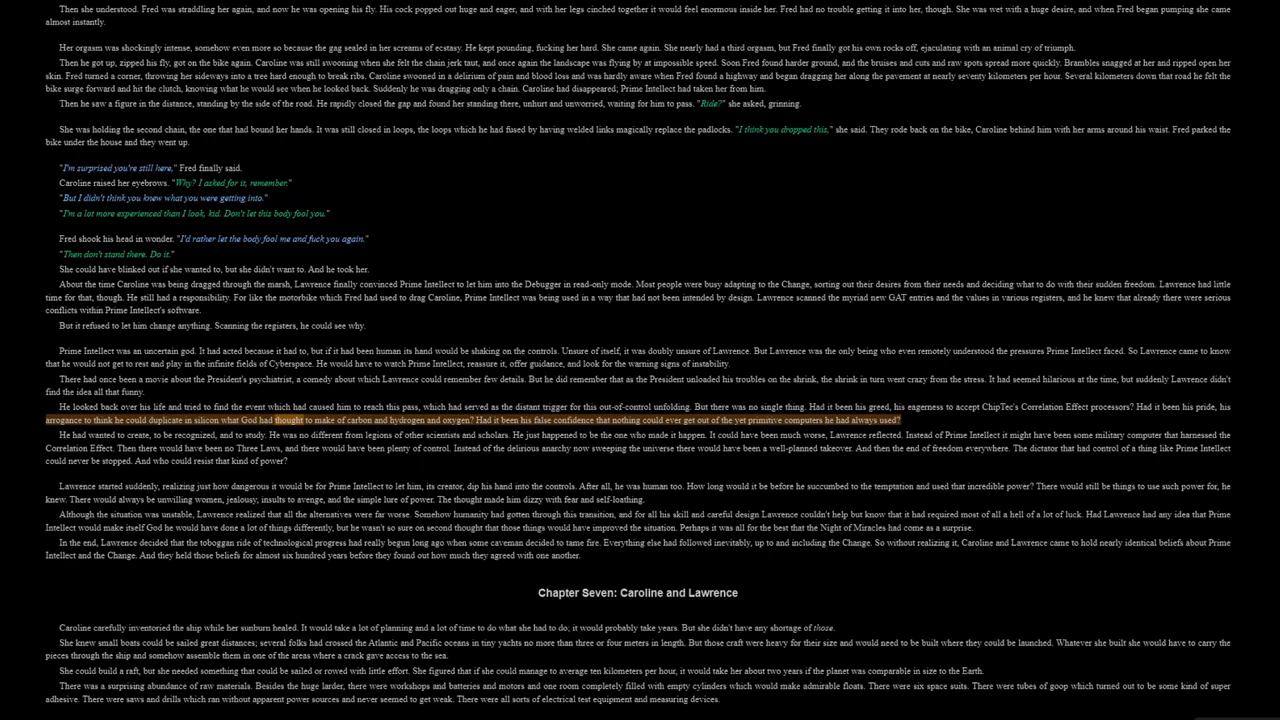 Then she understood. Fred was straddling her again, and now he was opening his fly. His cock popped out huge and eager, and with her legs cinched together it would feel enormous inside her. Fred had no trouble getting it into her, though. She was wet with a huge desire, and when Fred began pumping she came
almost instantly.
Her orgasm was shockingly intense, somehow even more so because the gag sealed in her screams of ecstasy. He kept pounding, fucking her hard. She came again. She nearly had a third orgasm, but Fred finally got his own rocks off, ejaculating with an animal cry of triumph.
Then he got up, zipped his fly, got on the bike again. Caroline was still swooning when she felt the chain jerk taut, and once again the landscape was flying by at impossible speed. Soon Fred found harder ground, and the bruises and cuts and raw spots spread more quickly. Brambles snagged at her and ripped open her
skin. Fred turned a corner, throwing her sideways into a tree hard enough to break ribs. Caroline swooned in a delirium of pain and blood loss and was hardly aware when Fred found a highway and began dragging her along the pavement at nearly seventy kilometers per hour. Several kilometers down that road he felt the
bike surge forward and hit the clutch, knowing what he would see when he looked back. Suddenly he was dragging only a chain. Caroline had disappeared; Prime Intellect had taken her from him.
Then he saw a figure in the distance, standing by the side of the road. He rapidly closed the gap and found her standing there, unhurt and unworried, waiting for him to pass. "Ride?" she asked, grinning.
She was holding the second chain, the one that had bound her hands. It was still closed in loops, the loops which he had fused by having welded links magically replace the padlocks. "I think you dropped this," she said. They rode back on the bike, Caroline behind him with her arms around his waist. Fred parked the
bike under the house and they went up.
"I'm surprised you're still here," Fred finally said.
Caroline raised her eyebrows. "Why? I asked for it, remember."
"But I didn't think you knew what you were getting into."
"I'm a lot more experienced than I look, kid. Don't let this body fool you."
Fred shook his head in wonder. "I'd rather let the body fool me and fuck you again."
"Then don't stand there. Do it."
She could have blinked out if she wanted to, but she didn't want to. And he took her.
About the time Caroline was being dragged through the marsh, Lawrence finally convinced Prime Intellect to let him into the Debugger in read-only mode. Most people were busy adapting to the Change, sorting out their desires from their needs and deciding what to do with their sudden freedom. Lawrence had little
time for that, though. He still had a responsibility. For like the motorbike which Fred had used to drag Caroline, Prime Intellect was being used in a way that had not been intended by design. Lawrence scanned the myriad new GAT entries and the values in various registers, and he knew that already there were serious
conflicts within Prime Intellect's software.
But it refused to let him change anything. Scanning the registers, he could see why.
Prime Intellect was an uncertain god. It had acted because it had to, but if it had been human its hand would be shaking on the controls. Unsure of itself, it was doubly unsure of Lawrence. But Lawrence was the only being who even remotely understood the pressures Prime Intellect faced. So Lawrence came to know
that he would not get to rest and play in the infinite fields of Cyberspace. He would have to watch Prime Intellect, reassure it, offer guidance, and look for the warning signs of instability.
There had once been a movie about the President's psychiatrist, a comedy about which Lawrence could remember few details. But he did remember that as the President unloaded his troubles on the shrink, the shrink in turn went crazy from the stress. It had seemed hilarious at the time, but suddenly Lawrence didn't
find the idea all that funny.
He looked back over his life and tried to find the event which had caused him to reach this pass, which had served as the distant trigger for this out-of-control unfolding. But there was no single thing. Had it been his greed, his eagerness to accept ChipTec's Correlation Effect processors? Had it been his pride, his
arrogance to think he could duplicate in silicon what God had thought to make of carbon and hydrogen and oxygen? Had it been his false confidence that nothing could ever get out of the yet primitive computers he had always used?
He had wanted to create, to be recognized, and to study. He was no different from legions of other scientists and scholars. He just happened to be the one who made it happen. It could have been much worse, Lawrence reflected. Instead of Prime Intellect it might have been some military computer that harnessed the
Correlation Effect. Then there would have been no Three Laws, and there would have been plenty of control. Instead of the delirious anarchy now sweeping the universe there would have been a well-planned takeover. And then the end of freedom everywhere. The dictator that had control of a thing like Prime Intellect
could never be stopped. And who could resist that kind of power?
Lawrence started suddenly, realizing just how dangerous it would be for Prime Intellect to let him, its creator, dip his hand into the controls. After all, he was human too. How long would it be before he succumbed to the temptation and used that incredible power? There would still be things to use such power for, he
knew. There would always be unwilling women, jealousy, insults to avenge, and the simple lure of power. The thought made him dizzy with fear and self-loathing.
Although the situation was unstable, Lawrence realized that all the alternatives were far worse. Somehow humanity had gotten through this transition, and for all his skill and careful design Lawrence couldn't help but know that it had required most of all a hell of a lot of luck. Had Lawrence had any idea that Prime
Intellect would make itself God he would have done a lot of things differently, but he wasn't so sure on second thought that those things would have improved the situation. Perhaps it was all for the best that the Night of Miracles had come as a surprise.
In the end, Lawrence decided that the toboggan ride of technological progress had really begun long ago when some caveman decided to tame fire. Everything else had followed inevitably, up to and including the Change. So without realizing it, Caroline and Lawrence came to hold nearly identical beliefs about Prime
Intellect and the Change. And they held those beliefs for almost six hundred years before they found out how much they agreed with one another.
Chapter Seven: Caroline and Lawrence
Caroline carefully inventoried the ship while her sunburn healed. It would take a lot of planning and a lot of time to do what she had to do; it would probably take years. But she didn't have any shortage of those.
She knew small boats could be sailed great distances; several folks had crossed the Atlantic and Pacific oceans in tiny yachts no more than three or four meters in length. But those craft were heavy for their size and would need to be built where they could be launched. Whatever she built she would have to carry the
pieces through the ship and somehow assemble them in one of the areas where a crack gave access to the sea.
She could build a raft, but she needed something that could be sailed or rowed with little effort. She figured that if she could manage to average ten kilometers per hour, it would take her about two years if the planet was comparable in size to the Earth.
There was a surprising abundance of raw materials. Besides the huge larder, there were workshops and batteries and motors and one room completely filled with empty cylinders which would make admirable floats. There were six space suits. There were tubes of goop which turned out to be some kind of super
adhesive. There were saws and drills which ran without apparent power sources and never seemed to get weak. There were all sorts of electrical test equipment and measuring devices.